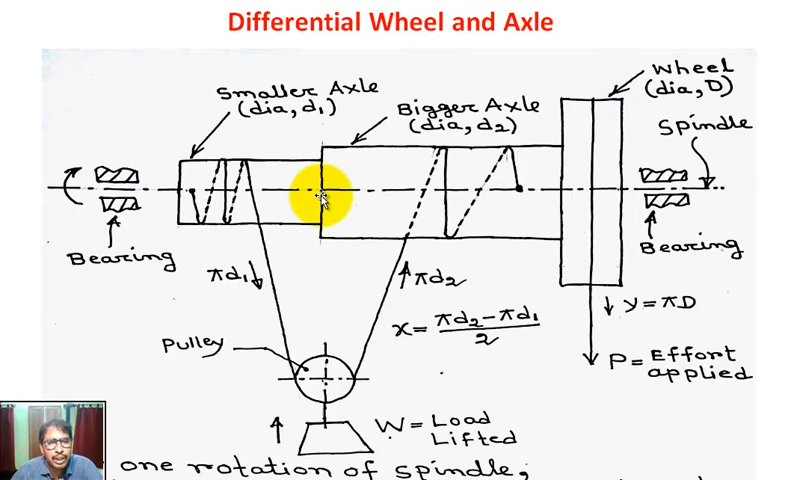 Differential Wheel and Axle
Smaller Axle
(dia, d1)
Bigger Axle
(dia, d2)
Wheel
(dia, D)
Spindle
Bearing
Bearing
πd1
πd2
x = πd2 - πd1
2
y = πD
Pulley
P = Effort
applied
W = Load
Lifted
one rotation of spindle,